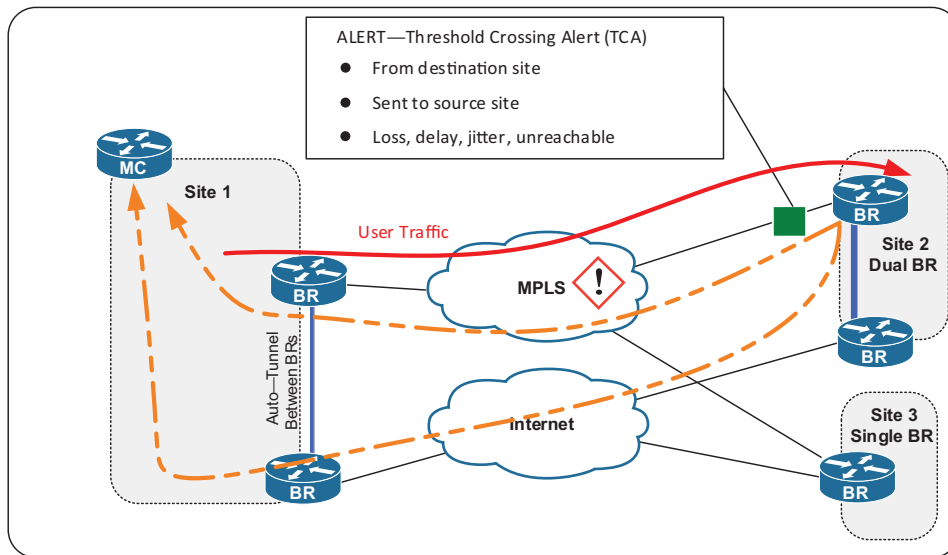 ALERT—Threshold Crossing Alert (TCA)
● From destination site
● Sent to source site
● Loss, delay, jitter, unreachable
MC
Site 1
User Traffic
BR
MPLS
!
BR
Site 2
Dual BR
BR
Auto—Tunnel
Between BRs
Internet
BR
Site 3
Single BR
BR